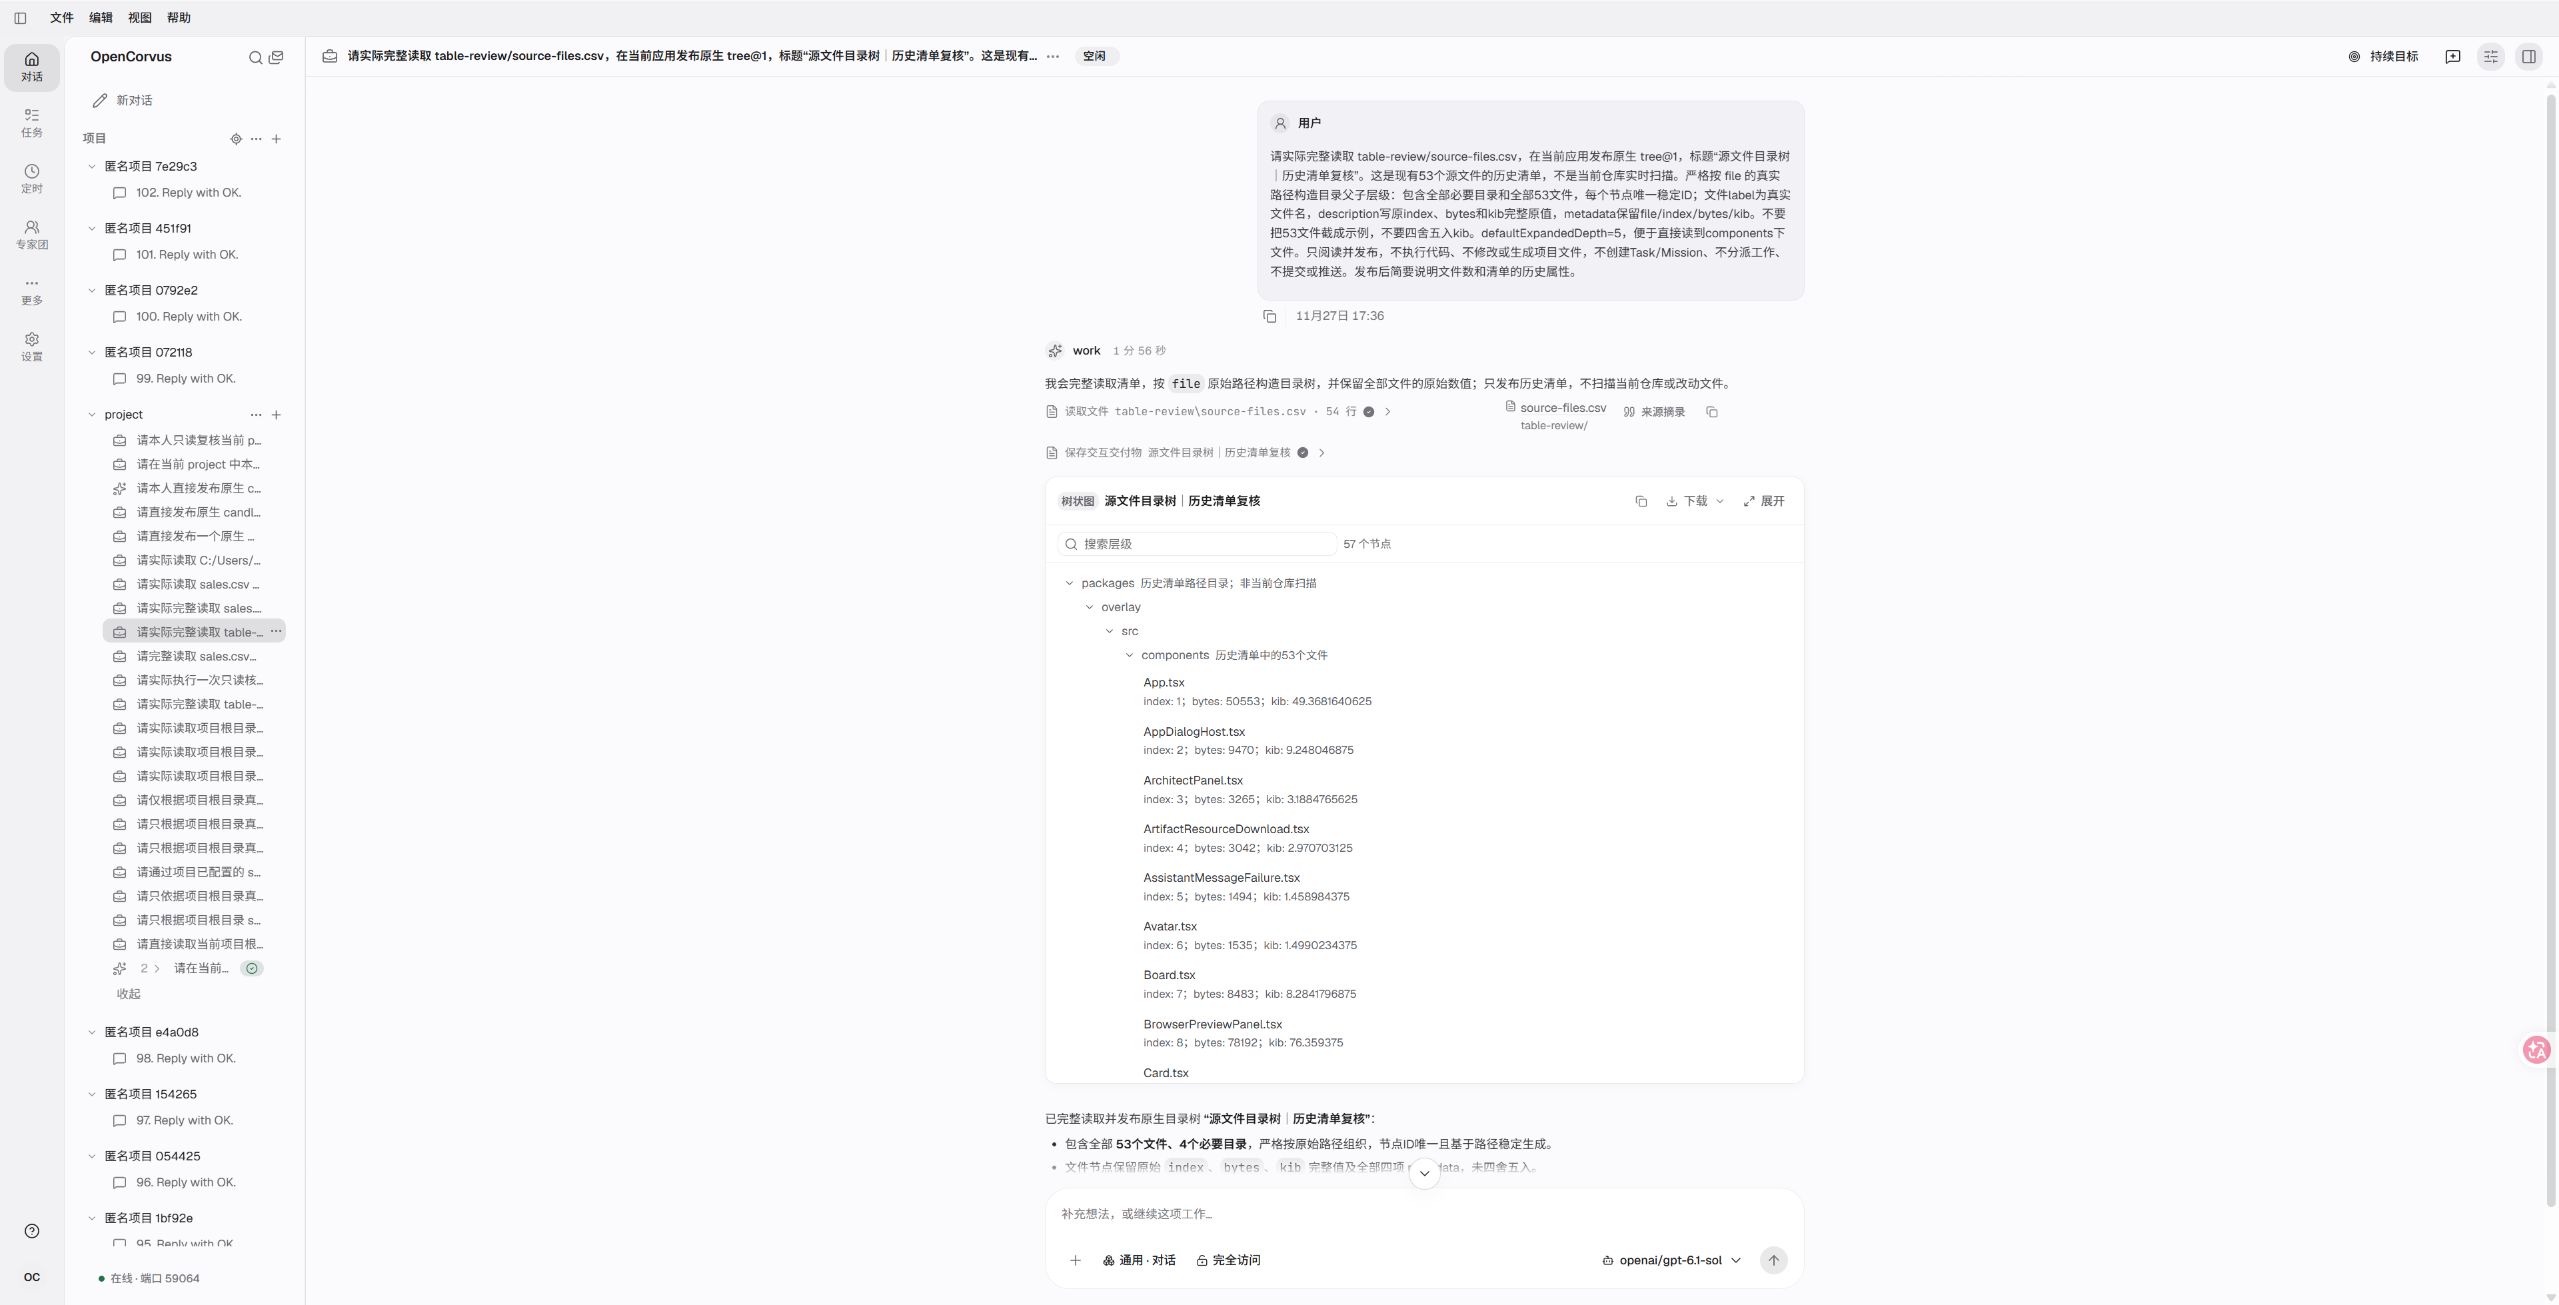 文件 编辑 视图 帮助
对话
任务
定时
专家团
更多
设置
OC
OpenCorvus
新对话
项目
匿名项目 7e29c3
102. Reply with OK.
匿名项目 451f91
101. Reply with OK.
匿名项目 0792e2
100. Reply with OK.
匿名项目 072118
99. Reply with OK.
project
请本人只读复核当前 p...
请在当前 project 中本...
请本人直接发布原生 c...
请直接发布原生 candl...
请直接发布一个原生 ...
请实际读取 C:/Users/...
请实际读取 sales.csv ...
请实际完整读取 sales....
请实际完整读取 table-...
请完整读取 sales.csv...
请实际执行一次只读核...
请实际完整读取 table-...
请实际读取项目根目录...
请实际读取项目根目录...
请实际读取项目根目录...
请仅根据项目根目录真...
请只根据项目根目录真...
请只根据项目根目录真...
请通过项目已配置的 s...
请只依据项目根目录真...
请只根据项目根目录 s...
请直接读取当前项目根...
2 请在当前...
收起
匿名项目 e4a0d8
98. Reply with OK.
匿名项目 154265
97. Reply with OK.
匿名项目 054425
96. Reply with OK.
匿名项目 1bf92e
95. Reply with OK.
在线 · 端口 59064
请实际完整读取 table-review/source-files.csv，在当前应用发布原生 tree@1，标题“源文件目录树｜历史清单复核”。这是现有... 空闲
持续目标
用户
请实际完整读取 table-review/source-files.csv，在当前应用发布原生 tree@1，标题“源文件目录树
｜历史清单复核”。这是现有53个源文件的历史清单，不是当前仓库实时扫描。严格按 file 的真实
路径构造目录父子层级：包含全部必要目录和全部53文件，每个节点唯一稳定ID；文件label为真实
文件名，description写原index、bytes和kib完整原值，metadata保留file/index/bytes/kib。不要
把53文件截成示例，不要四舍五入kib。defaultExpandedDepth=5，便于直接读到components下
文件。只阅读并发布，不执行代码、不修改或生成项目文件，不创建Task/Mission、不分派工作、
不提交或推送。发布后简要说明文件数和清单的历史属性。
11月27日 17:36
work 1 分 56 秒
我会完整读取清单，按 file 原始路径构造目录树，并保留全部文件的原始数值；只发布历史清单，不扫描当前仓库或改动文件。
读取文件 table-review\source-files.csv · 54 行
source-files.csv
table-review/
来源摘录
保存交互交付物 源文件目录树｜历史清单复核
树状图 源文件目录树｜历史清单复核
下载 展开
搜索层级 57 个节点
packages 历史清单路径目录；非当前仓库扫描
overlay
src
components 历史清单中的53个文件
App.tsx
index: 1；bytes: 50553；kib: 49.3681640625
AppDialogHost.tsx
index: 2；bytes: 9470；kib: 9.248046875
ArchitectPanel.tsx
index: 3；bytes: 3265；kib: 3.1884765625
ArtifactResourceDownload.tsx
index: 4；bytes: 3042；kib: 2.970703125
AssistantMessageFailure.tsx
index: 5；bytes: 1494；kib: 1.458984375
Avatar.tsx
index: 6；bytes: 1535；kib: 1.4990234375
Board.tsx
index: 7；bytes: 8483；kib: 8.2841796875
BrowserPreviewPanel.tsx
index: 8；bytes: 78192；kib: 76.359375
Card.tsx
已完整读取并发布原生目录树 “源文件目录树｜历史清单复核”：
• 包含全部 53个文件、4个必要目录，严格按原始路径组织，节点ID唯一且基于路径稳定生成。
• 文件节点保留原始 index、bytes、kib 完整值及全部四项 data，未四舍五入。
补充想法，或继续这项工作...
通用 · 对话 完全访问
openai/gpt-6.1-sol